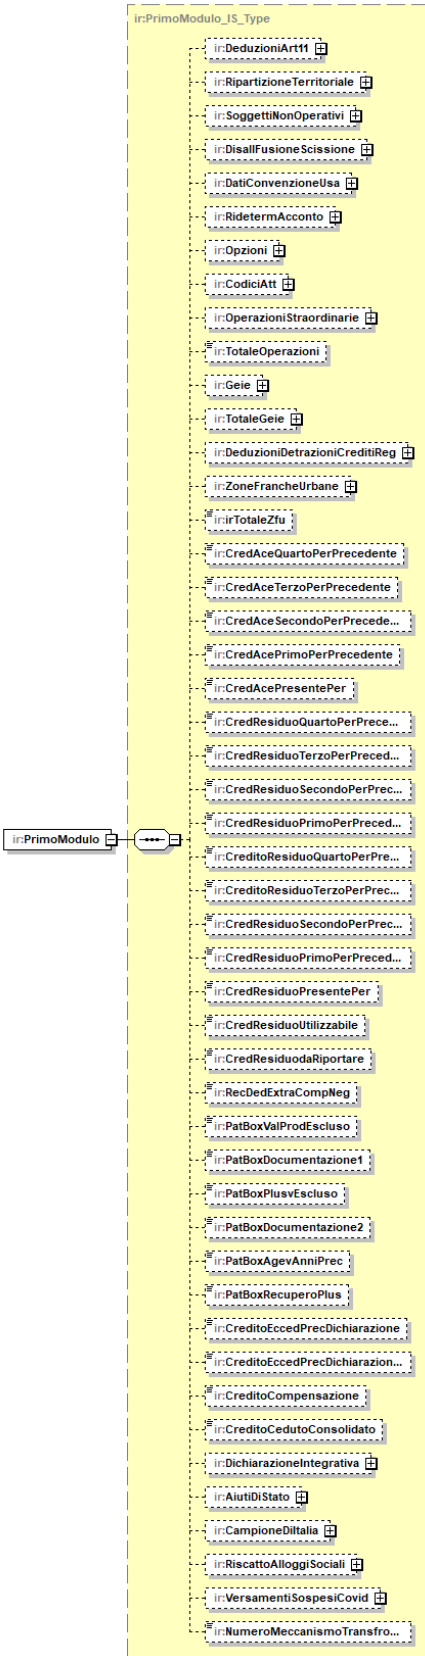 ir:PrimoModulo_IS_Type
ir:DeduzioniArt11
ir:RipartizioneTerritoriale
ir:SoggettiNonOperativi
ir:DisallFusioneScissione
ir:DatiConvenzioneUsa
ir:RidetermAcconto
ir:Opzioni
ir:CodiciAtt
ir:OperazioniStraordinarie
ir:TotaleOperazioni
ir:Geie
ir:TotaleGeie
ir:DeduzioniDetrazioniCreditiReg
ir:ZoneFrancheUrbane
ir:irTotaleZfu
ir:CredAceQuartoPerPrecedente
ir:CredAceTerzoPerPrecedente
ir:CredAceSecondoPerPrecede...
ir:CredAcePrimoPerPrecedente
ir:CredAcePresentePer
ir:CredResiduoQuartoPerPrece...
ir:CredResiduoTerzoPerPreced...
ir:CredResiduoSecondoPerPrec...
ir:CredResiduoPrimoPerPreced...
ir:PrimoModulo
ir:CreditoResiduoQuartoPerPre...
ir:CreditoResiduoTerzoPerPrec...
ir:CredResiduoSecondoPerPrec...
ir:CredResiduoPrimoPerPreced...
ir:CredResiduoPresentePer
ir:CredResiduoUtilizzabile
ir:CredResiduodaRiportare
ir:RecDedExtraCompNeg
ir:PatBoxValProdEscluso
ir:PatBoxDocumentazione1
ir:PatBoxPlusvEscluso
ir:PatBoxDocumentazione2
ir:PatBoxAgevAnniPrec
ir:PatBoxRecuperoPlus
ir:CreditoEccedPrecDichiarazione
ir:CreditoEccedPrecDichiarazion...
ir:CreditoCompensazione
ir:CreditoCedutoConsolidato
ir:DichiarazioneIntegrativa
ir:AiutiDiStato
ir:CampioneDiItalia
ir:RiscattoAlloggiSociali
ir:VersamentiSospesiCovid
ir:NumeroMeccanismoTransfro...